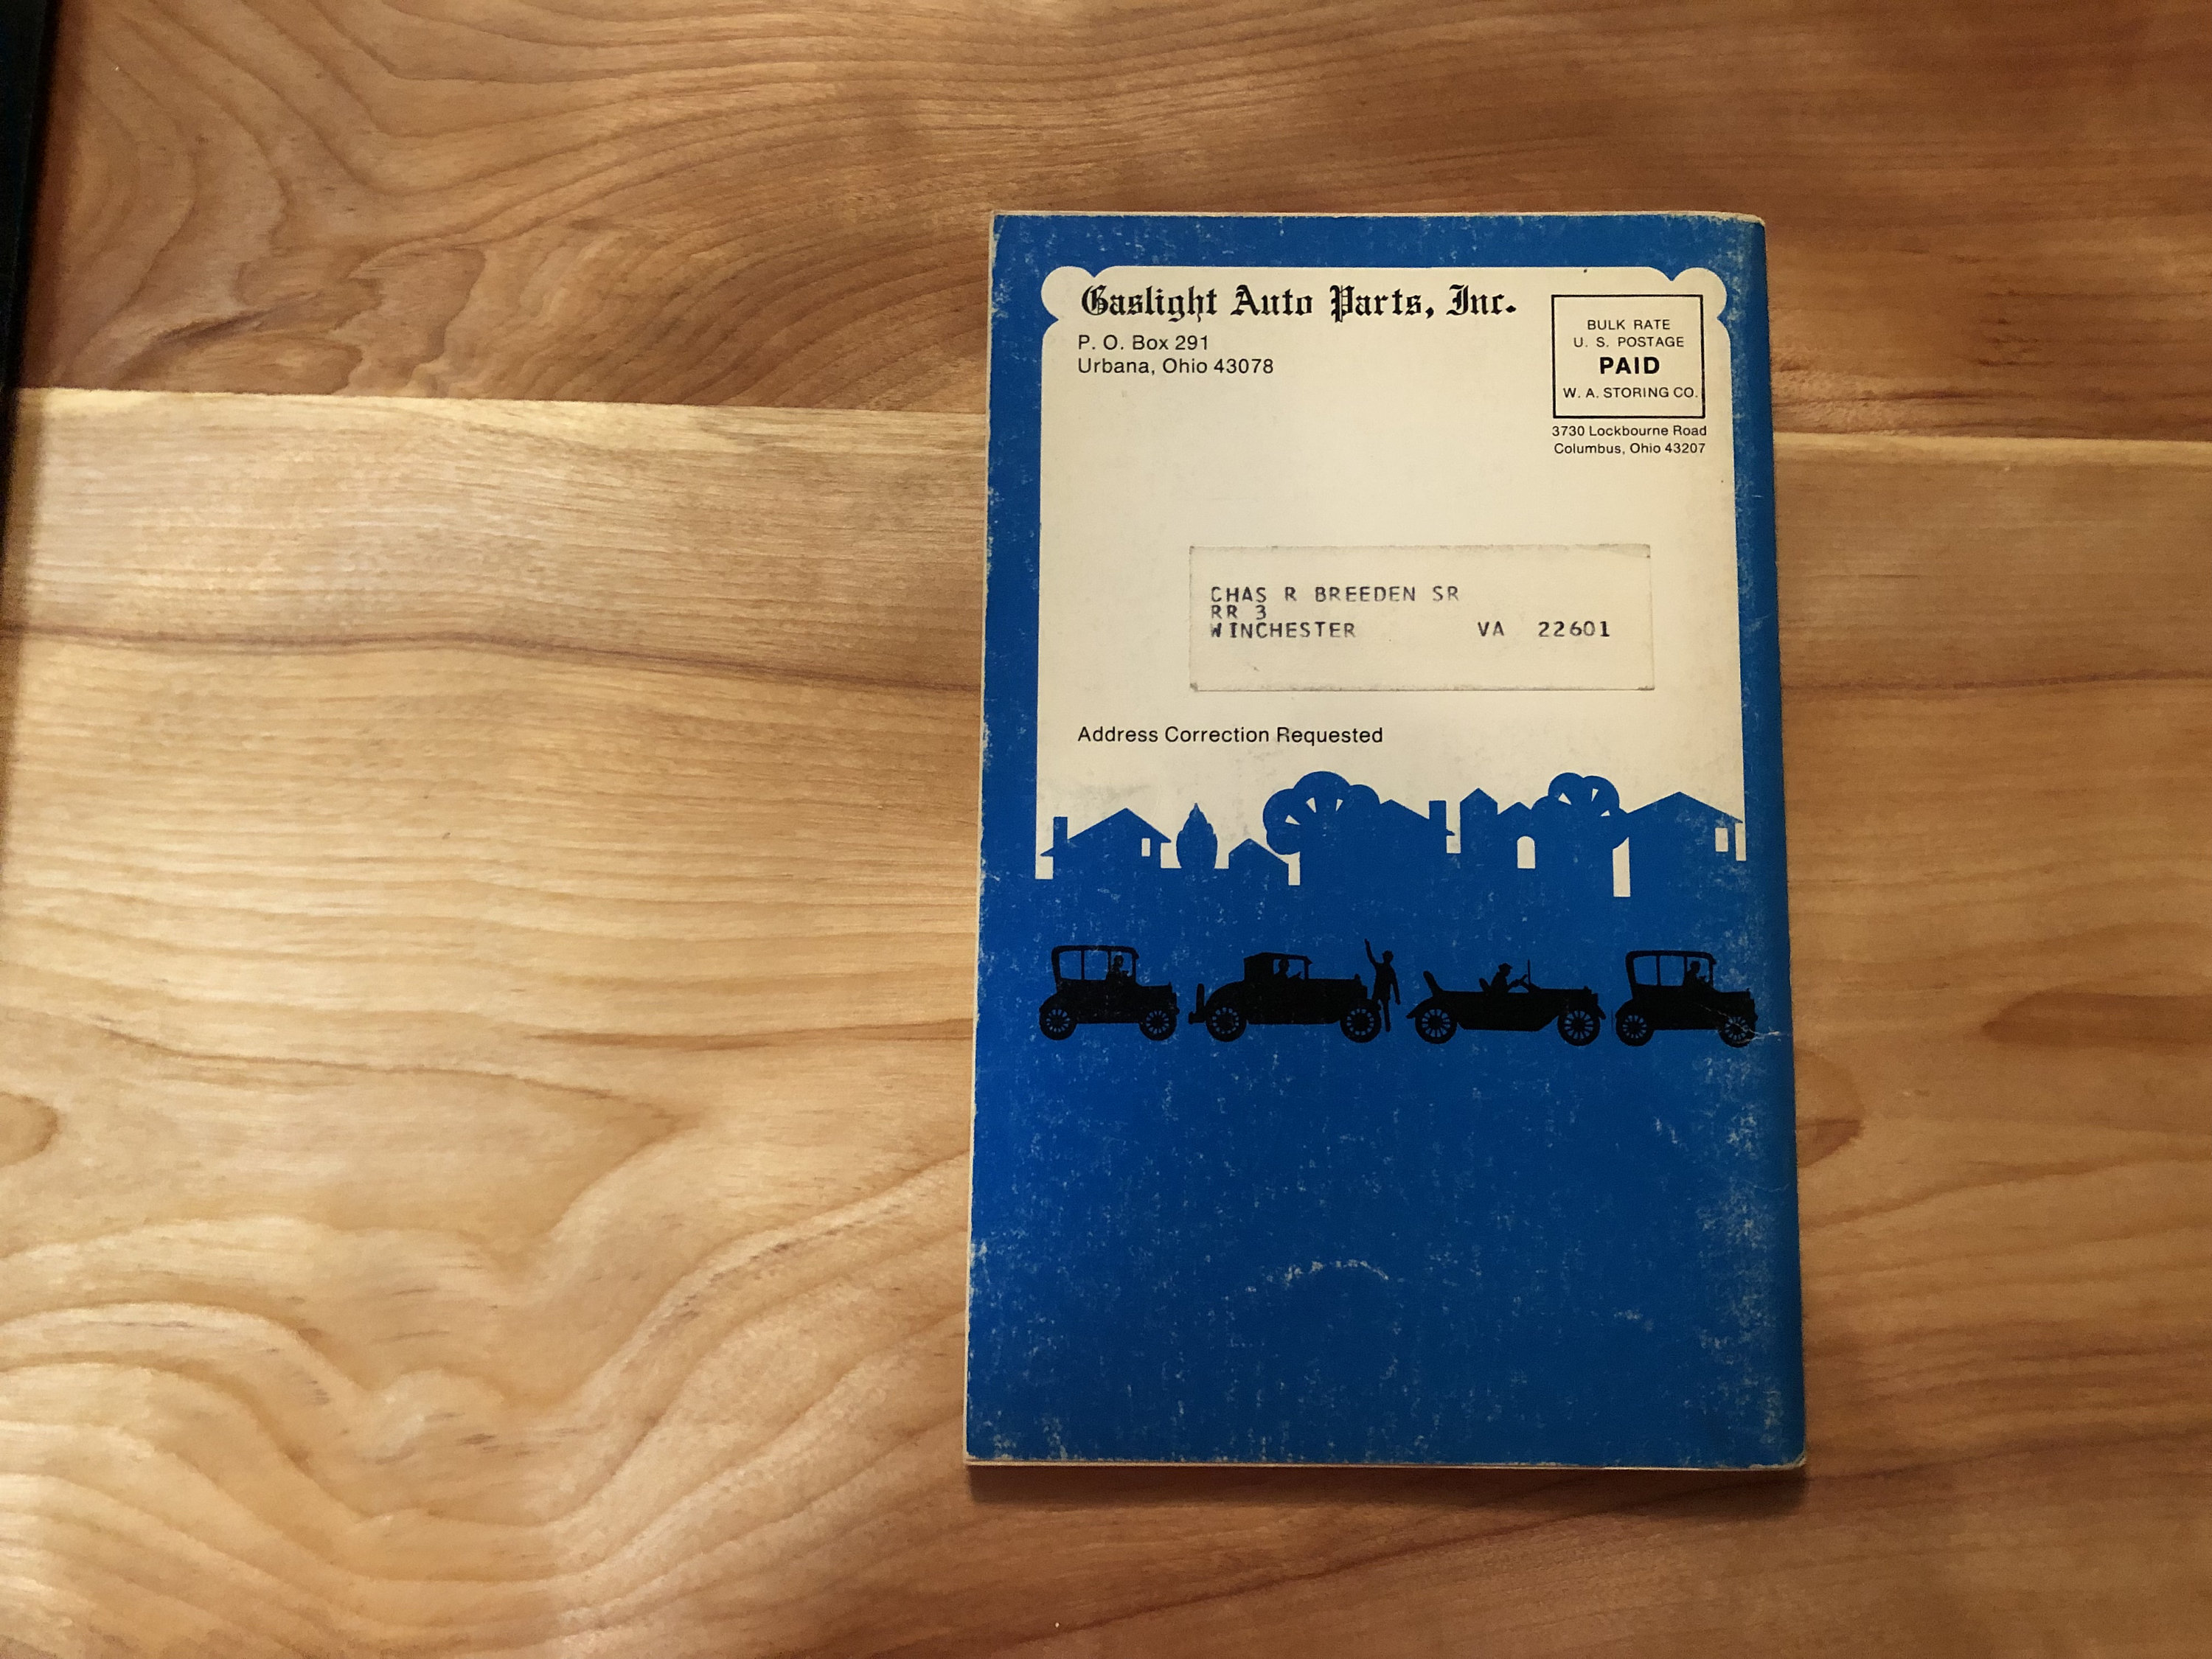 Gaslight Auto Parts, Inc.
P. O. Box 291
Urbana, Ohio 43078
BULK RATE
U. S. POSTAGE
PAID
W. A. STORING CO.
3730 Lockbourne Road
Columbus, Ohio 43207
CHAS R BREEDEN SR
RR 3
WINCHESTER VA 22601
Address Correction Requested